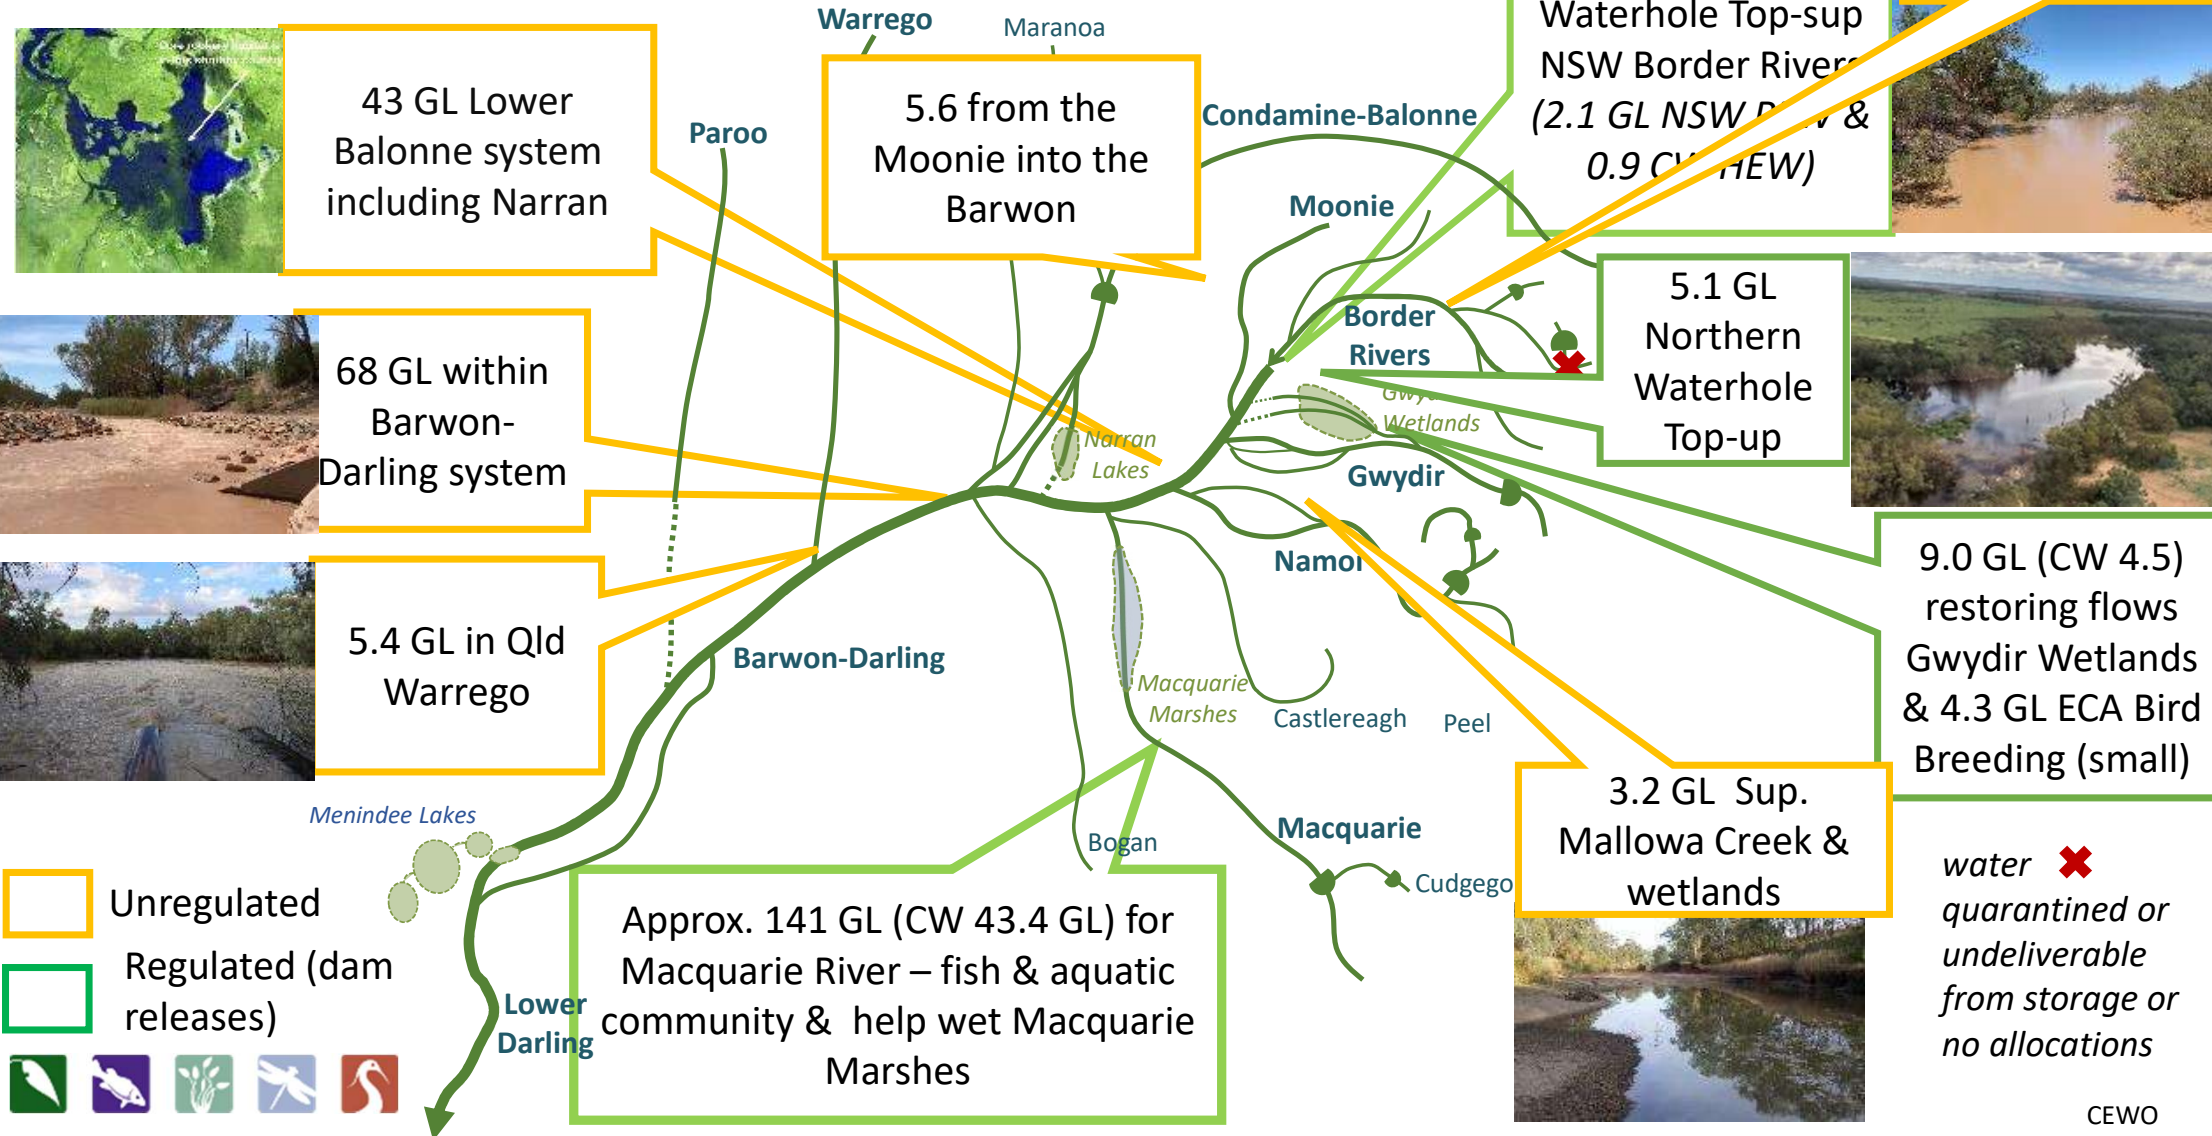 Warrego
Maranoa
Waterhole Top-sup
NSW Border Rivers
(2.1 GL NSW &
0.9 HEW)
43 GL Lower
Balonne system
including Narran
5.6 from the
Moonie into the
Barwon
Paroo
Condamine-Balonne
Moonie
Border
Rivers
5.1 GL
Northern
Waterhole
Top-up
68 GL within
Barwon-
Darling system
Narran
Lakes
Wetlands
Gwydir
Namoi
9.0 GL (CW 4.5)
restoring flows
Gwydir Wetlands
& 4.3 GL ECA Bird
Breeding (small)
5.4 GL in Qld
Warrego
Barwon-Darling
Macquarie
Marshes
Castlereagh
Peel
Menindee Lakes
Bogan
Macquarie
Cudgego
3.2 GL Sup.
Mallowa Creek &
wetlands
Unregulated
Regulated (dam
releases)
Lower
Darling
Approx. 141 GL (CW 43.4 GL) for
Macquarie River – fish & aquatic
community & help wet Macquarie
Marshes
water
quarantined or
undeliverable
from storage or
no allocations
CEWO